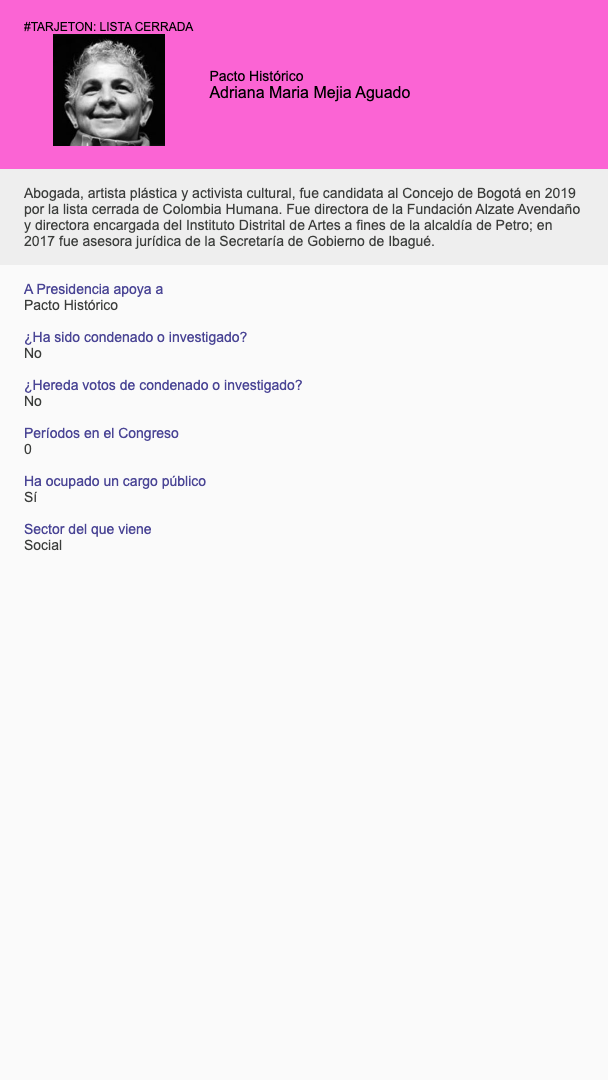 #TARJETON: LISTA CERRADA
Pacto Histórico
Adriana Maria Mejia Aguado
Abogada, artista plástica y activista cultural, fue candidata al Concejo de Bogotá en 2019
por la lista cerrada de Colombia Humana. Fue directora de la Fundación Alzate Avendaño
y directora encargada del Instituto Distrital de Artes a fines de la alcaldía de Petro; en
2017 fue asesora jurídica de la Secretaría de Gobierno de Ibagué.
A Presidencia apoya a
Pacto Histórico
¿Ha sido condenado o investigado?
No
¿Hereda votos de condenado o investigado?
No
Períodos en el Congreso
0
Ha ocupado un cargo público
Sí
Sector del que viene
Social